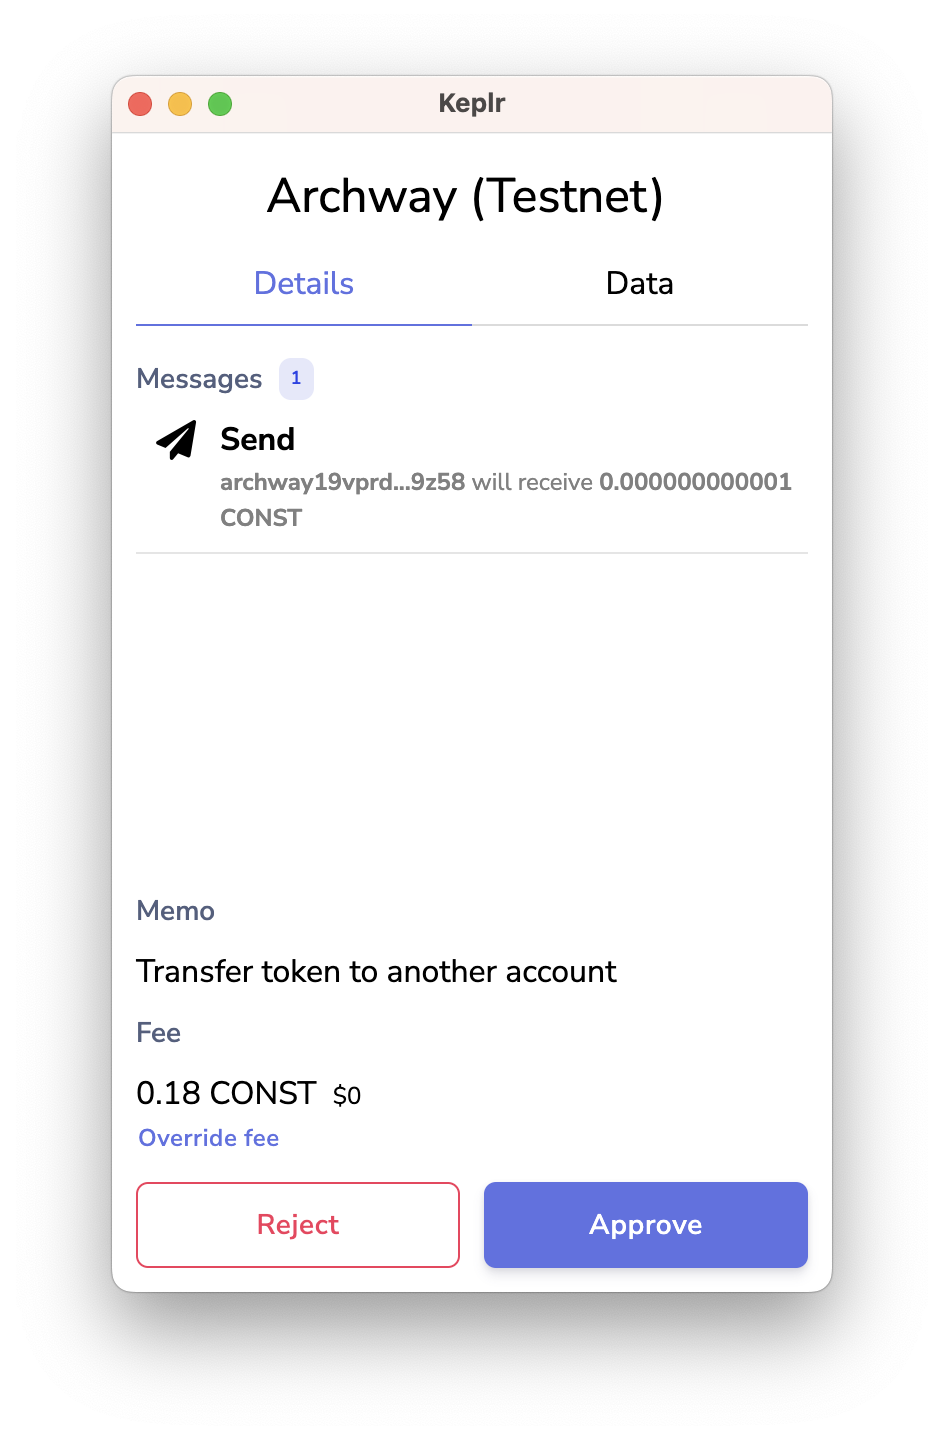 Keplr
Archway (Testnet)
Details
Data
Messages 1
Send
archway19vprd...9z58 will receive 0.000000000001
CONST
Memo
Transfer token to another account
Fee
0.18 CONST $0
Override fee
Reject
Approve